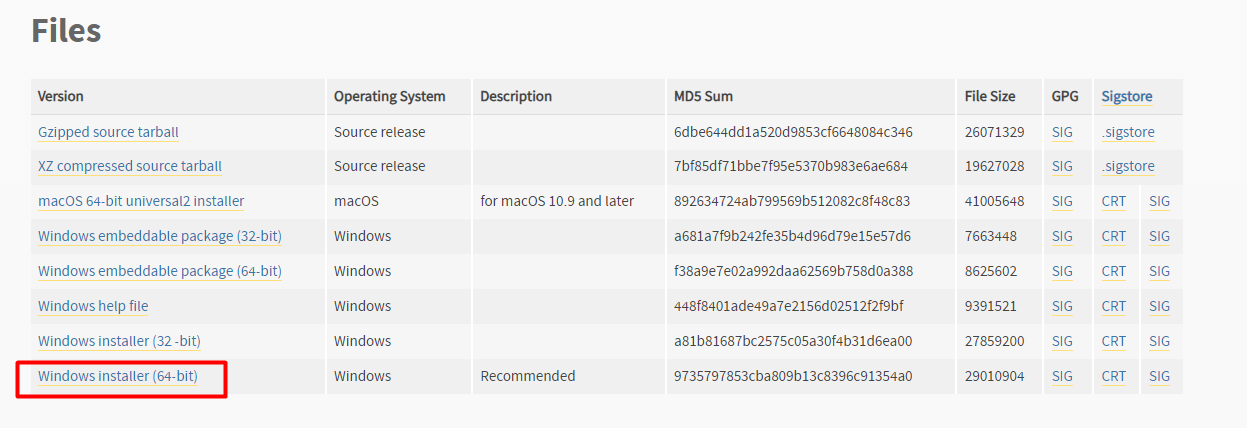 Files
Version Operating System Description MD5 Sum File Size GPG Sigstore
Gzipped source tarball Source release 6dbe644dd1a520d9853cf6648084c346 26071329 SIG .sigstore
XZ compressed source tarball Source release 7bf85df71bbe7f95e5370b983e6ae684 19627028 SIG .sigstore
macOS 64-bit universal2 installer macOS for macOS 10.9 and later 892634724ab799569b512082c8f48c83 41005648 SIG CRT SIG
Windows embeddable package (32-bit) Windows a681a7f9b242fe35b4d96d79e15e57d6 7663448 SIG CRT SIG
Windows embeddable package (64-bit) Windows f38a9e7e02a992daa62569b758d0a388 8625602 SIG CRT SIG
Windows help file Windows 448f8401ade49a7e2156d02512f2f9bf 9391521 SIG CRT SIG
Windows installer (32 -bit) Windows a81b81687bc2575c05a30f4b31d6ea00 27859200 SIG CRT SIG
Windows installer (64-bit) Windows Recommended 9735797853cba809b13c8396c91354a0 29010904 SIG CRT SIG